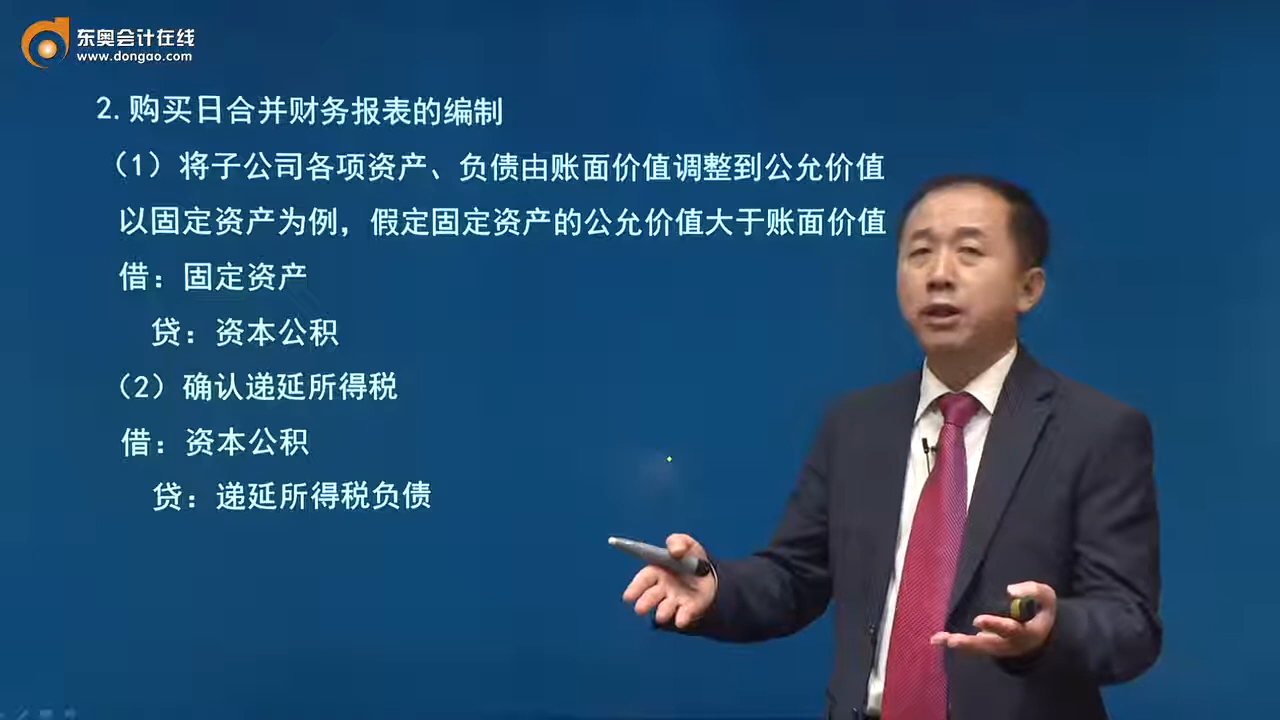 东奥会计在线
www.dongao.com
2.购买日合并财务报表的编制
（1）将子公司各项资产、负债由账面价值调整到公允价值
以固定资产为例，假定固定资产的公允价值大于账面价值
借：固定资产
贷：资本公积
（2）确认递延所得税
借：资本公积
贷：递延所得税负债